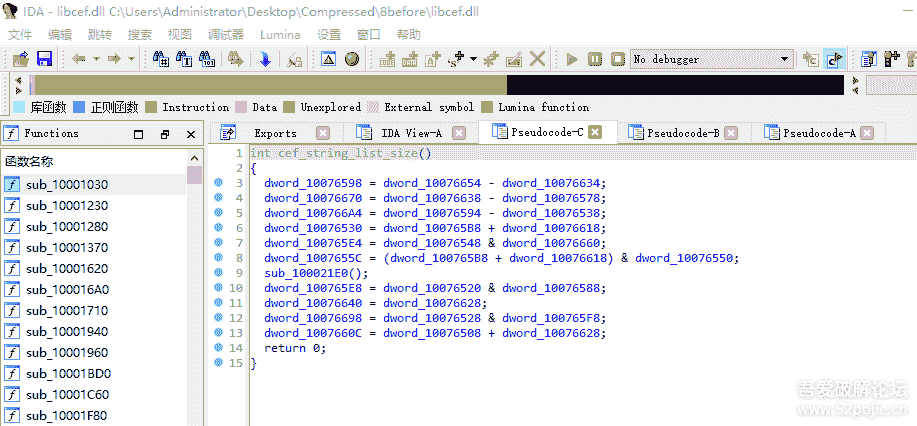 IDA - libcef.dll C:\Users\Administrator\Desktop\Compressed\8before\libcef.dll
文件 编辑 跳转 搜索 视图 调试器 Lumina 设置 窗口 帮助
No debugger
库函数 正则函数 Instruction Data Unexplored External symbol Lumina function
Functions
Exports IDA View-A Pseudocode-C Pseudocode-B Pseudocode-A
函数名称
sub_10001030
sub_10001230
sub_10001280
sub_10001370
sub_10001620
sub_100016A0
sub_10001710
sub_10001940
sub_10001960
sub_10001BD0
sub_10001C60
sub_10001F80
1 int cef_string_list_size()
2 {
3 dword_10076598 = dword_10076654 - dword_10076634;
4 dword_10076670 = dword_10076638 - dword_10076578;
5 dword_100766A4 = dword_10076594 - dword_10076538;
6 dword_10076530 = dword_100765B8 + dword_10076618;
7 dword_100765E4 = dword_10076548 & dword_10076660;
8 dword_1007655C = (dword_100765B8 + dword_10076618) & dword_10076550;
9 sub_100021E0();
10 dword_100765E8 = dword_10076520 & dword_10076588;
11 dword_10076640 = dword_10076628;
12 dword_10076698 = dword_10076528 & dword_100765F8;
13 dword_1007660C = dword_10076508 + dword_10076628;
14 return 0;
15 }
吾爱破解论坛
www.52pojie.cn